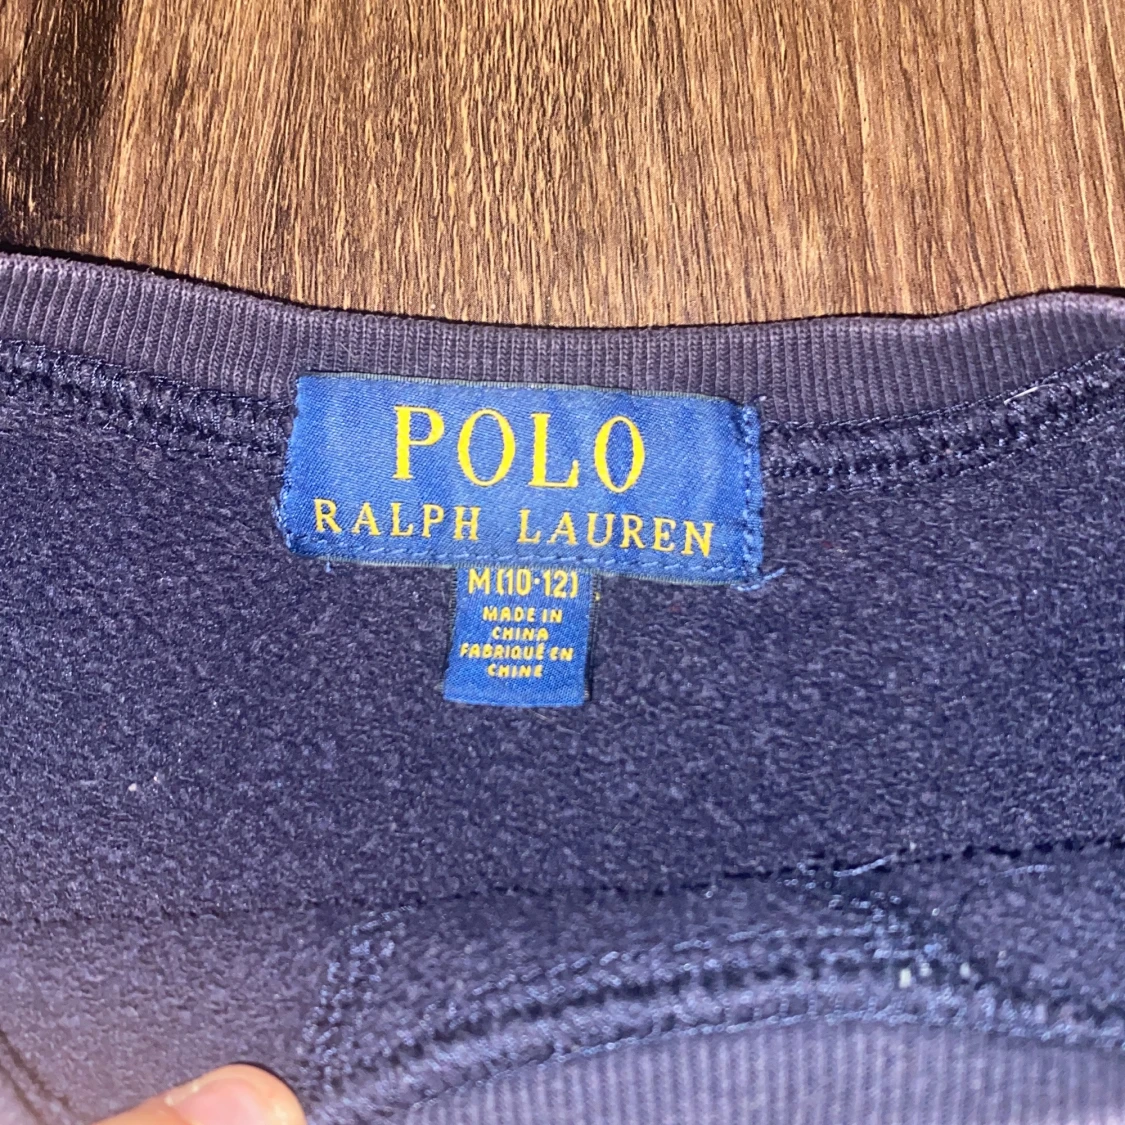 POLO
RALPH LAUREN
M(10-12)
MADE IN
CHINA
FABRIQUÉ EN
CHINE